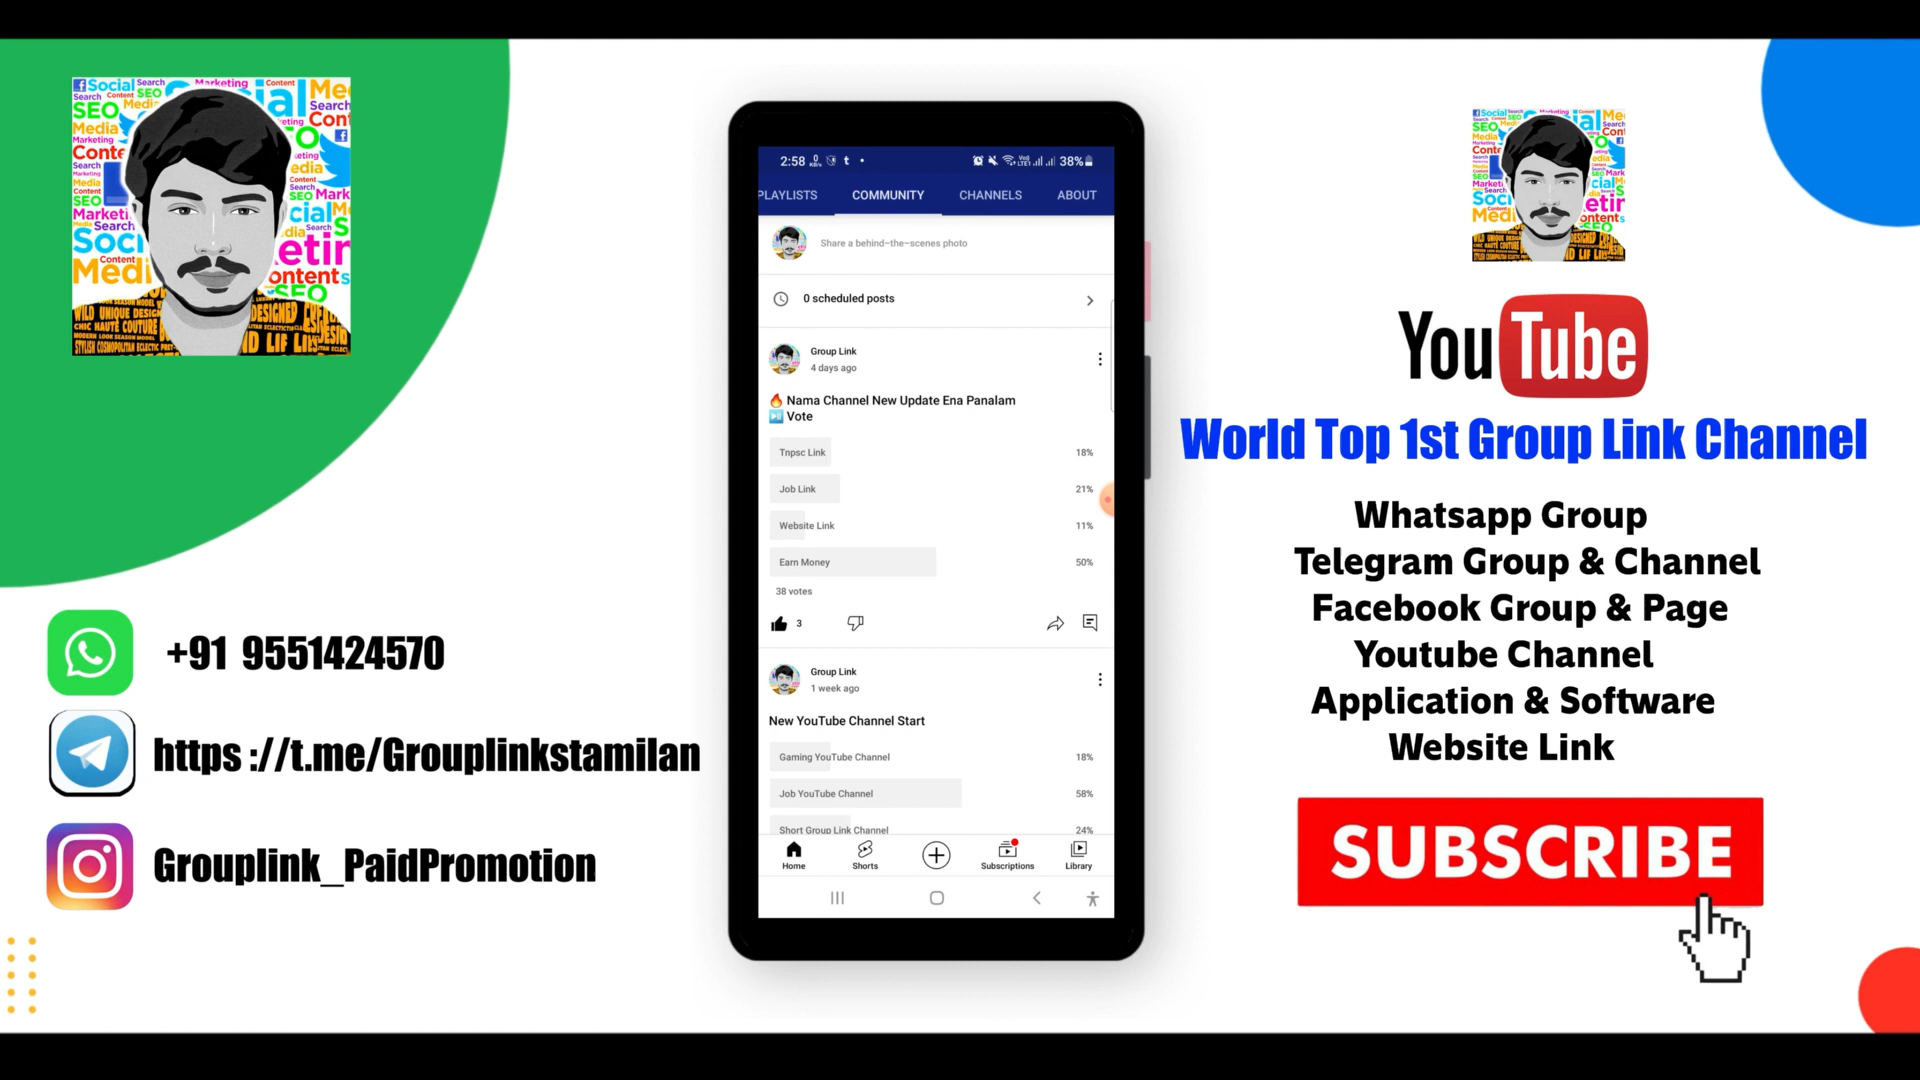 +91 9551424570
https ://t.me/Grouplinkstamilan
Grouplink_PaidPromotion
2:58
38%
PLAYLISTS COMMUNITY CHANNELS ABOUT
Share a behind-the-scenes photo
0 scheduled posts
Group Link
4 days ago
🔥 Nama Channel New Update Ena Panalam
⏯️ Vote
Tnpsc Link 18%
Job Link 21%
Website Link 11%
Earn Money 50%
38 votes
3
Group Link
1 week ago
New YouTube Channel Start
Gaming YouTube Channel 18%
Job YouTube Channel 58%
Short Group Link Channel 24%
Home Shorts Subscriptions Library
YouTube
World Top 1st Group Link Channel
Whatsapp Group
Telegram Group & Channel
Facebook Group & Page
Youtube Channel
Application & Software
Website Link
SUBSCRIBE